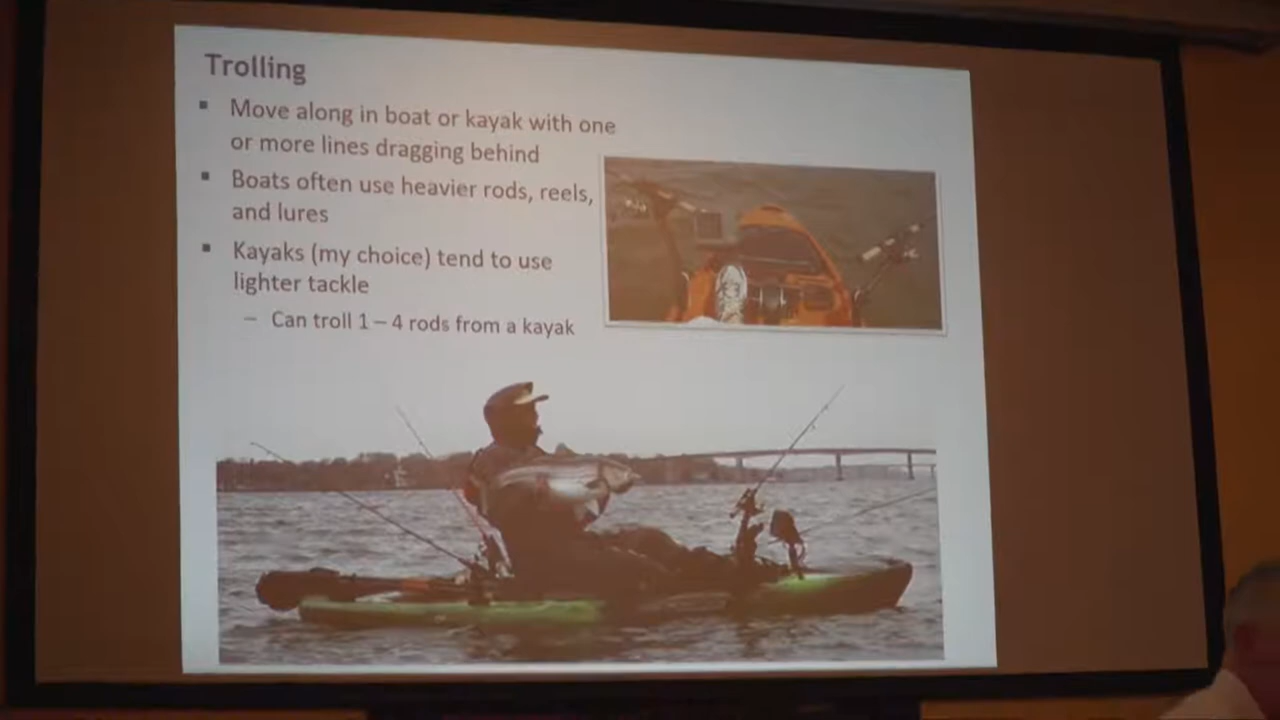 Trolling
▪ Move along in boat or kayak with one
or more lines dragging behind
▪ Boats often use heavier rods, reels,
and lures
▪ Kayaks (my choice) tend to use
lighter tackle
– Can troll 1 – 4 rods from a kayak